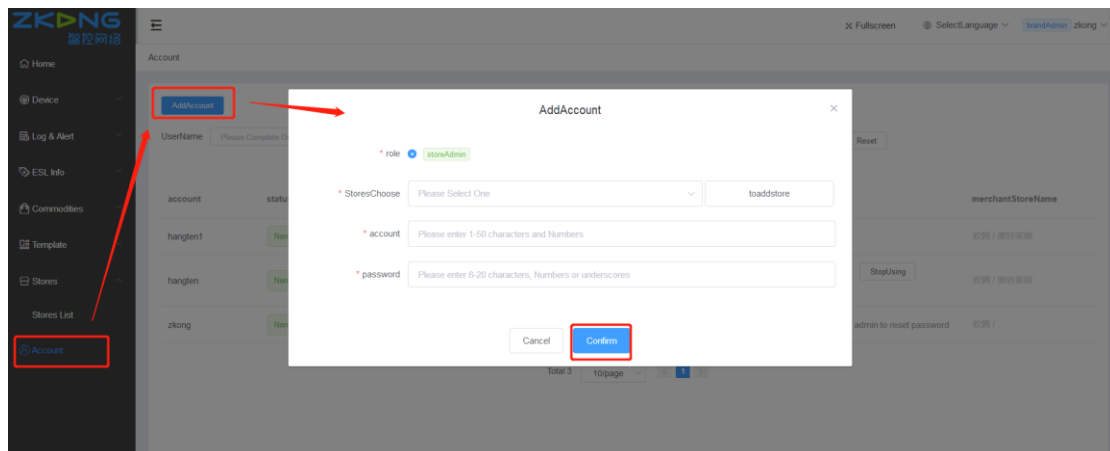 ZKONG
智控网络
Fullscreen
SelectLanguage
brandAdmin zkong
Home
Account
Device
AddAccount
AddAccount
Log & Alert
UserName Please Complete
Reset
* role storeAdmin
ESL Info
* StoresChoose Please Select One toaddstore
Commodities
account
merchantStoreName
* account Please enter 1-50 characters and Numbers
Template
hangten1
* password Please enter 6-20 characters, Numbers or underscores
Stores
hangten
StopUsing
Stores List
zkong
admin to reset password
Cancel
Confirm
Account
Total 3 10/page 1